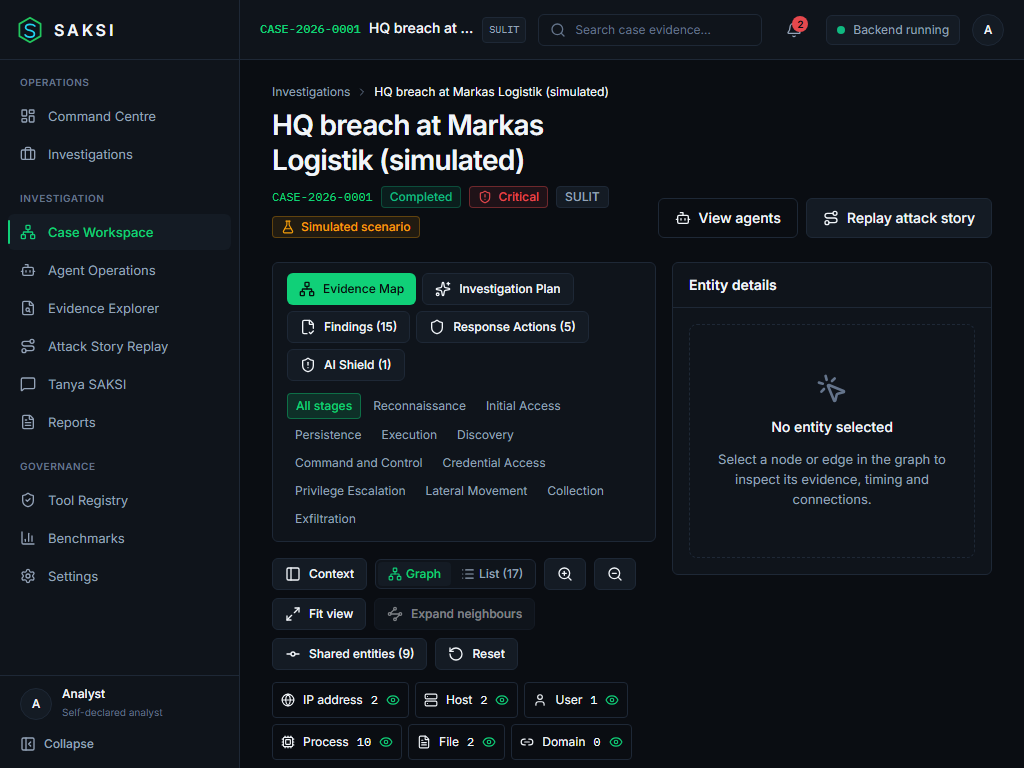 SAKSI
CASE-2026-0001 HQ breach at ... SULIT
Search case evidence...
2
Backend running
A
OPERATIONS
Command Centre
Investigations
INVESTIGATION
Case Workspace
Agent Operations
Evidence Explorer
Attack Story Replay
Tanya SAKSI
Reports
GOVERNANCE
Tool Registry
Benchmarks
Settings
A
Analyst
Self-declared analyst
Collapse
Investigations > HQ breach at Markas Logistik (simulated)
HQ breach at Markas
Logistik (simulated)
CASE-2026-0001 Completed Critical SULIT
Simulated scenario
View agents
Replay attack story
Evidence Map Investigation Plan
Findings (15) Response Actions (5)
AI Shield (1)
All stages Reconnaissance Initial Access
Persistence Execution Discovery
Command and Control Credential Access
Privilege Escalation Lateral Movement Collection
Exfiltration
Context Graph List (17)
Fit view Expand neighbours
Shared entities (9) Reset
IP address 2 Host 2 User 1
Process 10 File 2 Domain 0
Entity details
No entity selected
Select a node or edge in the graph to
inspect its evidence, timing and
connections.